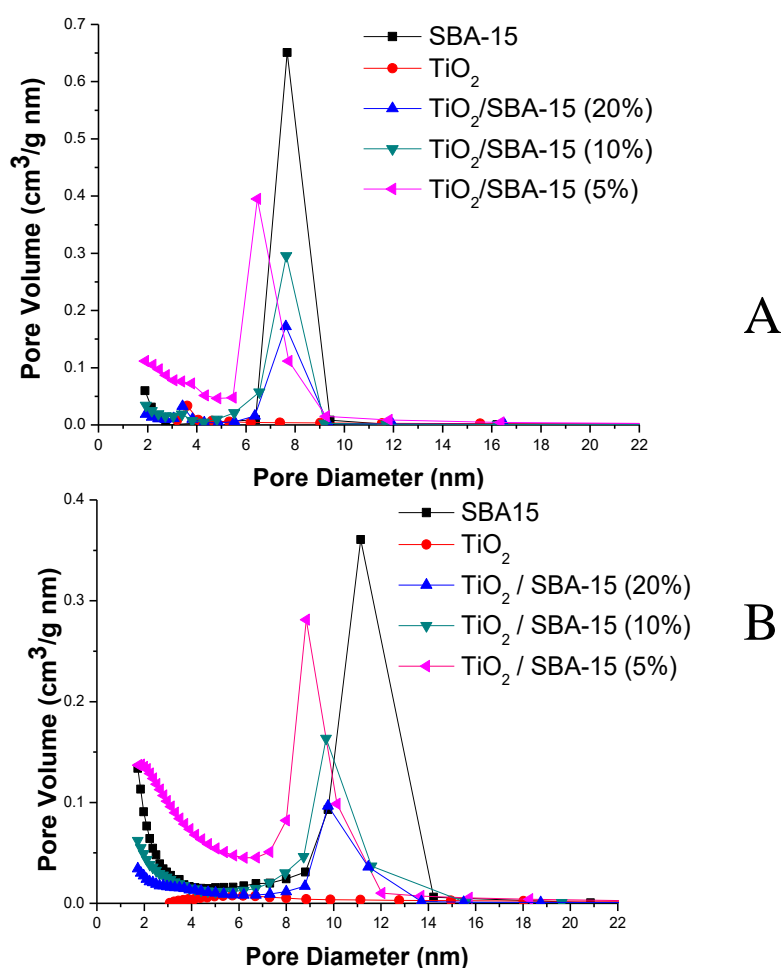 0.7
0.6
0.5
0.4
0.3
0.2
0.1
0.0
Pore Volume (cm³/g nm)
SBA-15
TiO₂
TiO₂/SBA-15 (20%)
TiO₂/SBA-15 (10%)
TiO₂/SBA-15 (5%)
0 2 4 6 8 10 12 14 16 18 20 22
Pore Diameter (nm)
A
0.4
0.3
0.2
0.1
0.0
Pore Volume (cm³/g nm)
SBA15
TiO₂
TiO₂ / SBA-15 (20%)
TiO₂ / SBA-15 (10%)
TiO₂ / SBA-15 (5%)
0 2 4 6 8 10 12 14 16 18 20 22
Pore Diameter (nm)
B